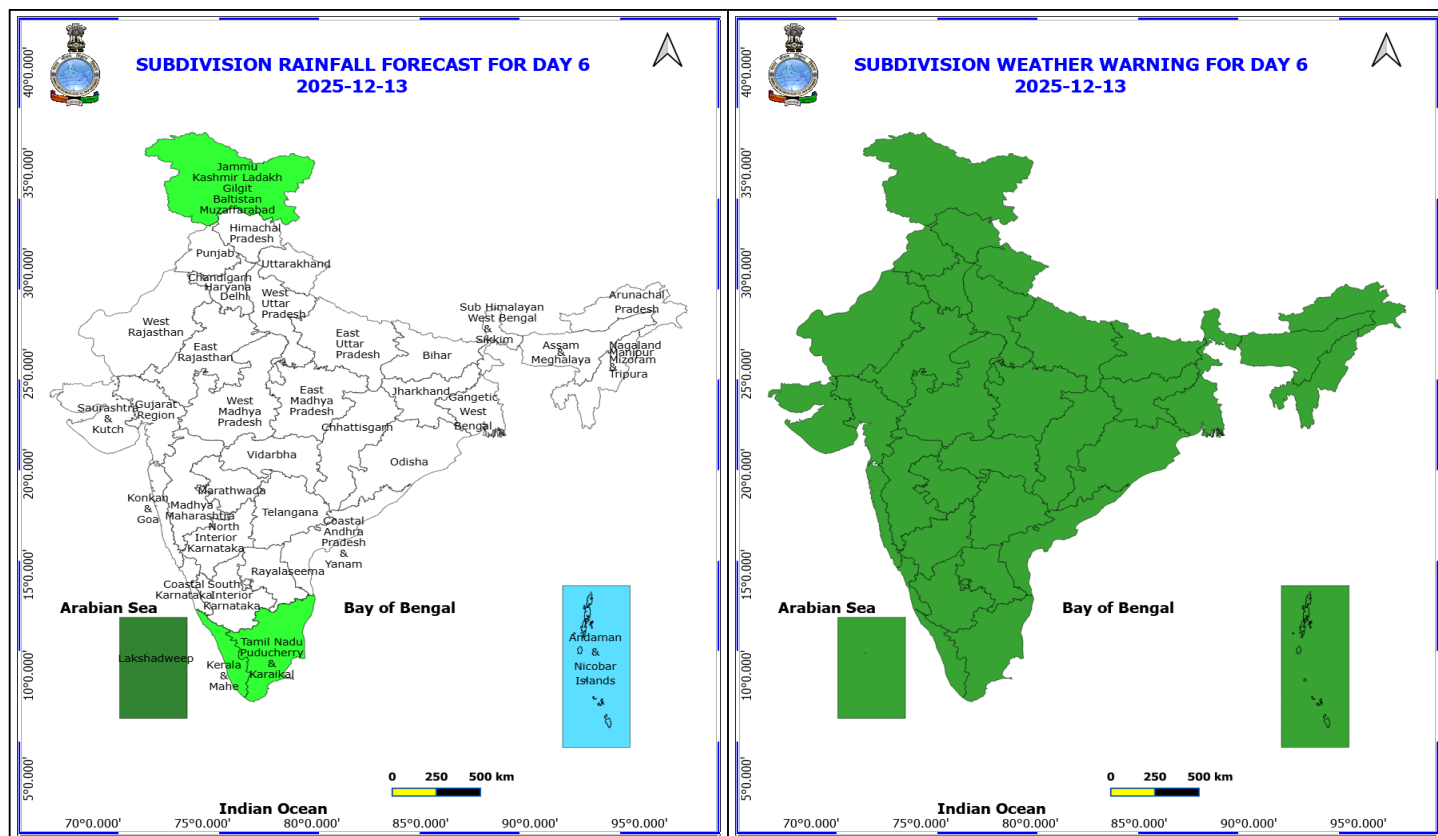 SUBDIVISION RAINFALL FORECAST FOR DAY 6
2025-12-13
40°0.000'
35°0.000'
30°0.000'
25°0.000'
20°0.000'
15°0.000'
10°0.000'
5°0.000'
Jammu
Kashmir Ladakh
Gilgit
Baltistan
Muzaffarabad
Himachal
Pradesh
Punjab
Uttarakhand
Chandigarh
Haryana
Delhi
West
Uttar
Pradesh
Arunachal
Pradesh
Sub Himalayan
West Bengal
&
Sikkim
West
Rajasthan
East
Rajasthan
East
Uttar
Pradesh
Bihar
Assam
&
Meghalaya
Nagaland
Manipur
Mizoram
&
Tripura
Saurashtra
&
Kutch
Gujarat
Region
West
Madhya
Pradesh
East
Madhya
Pradesh
Jharkhand
Gangetic
West
Bengal
Chhattisgarh
Vidarbha
Odisha
Konkan
&
Goa
Marathwada
Madhya
Maharashtra
North
Interior
Karnataka
Telangana
Coastal
Andhra
Pradesh
&
Yanam
Rayalaseema
Coastal
Karnataka
South
Interior
Karnataka
Arabian Sea
Bay of Bengal
Lakshadweep
Kerala
&
Mahe
Tamil Nadu
Puducherry
&
Karaikal
Andaman
&
Nicobar
Islands
0 250 500 km
Indian Ocean
70°0.000' 75°0.000' 80°0.000' 85°0.000' 90°0.000' 95°0.000'
SUBDIVISION WEATHER WARNING FOR DAY 6
2025-12-13
40°0.000'
35°0.000'
30°0.000'
25°0.000'
20°0.000'
15°0.000'
10°0.000'
5°0.000'
Arabian Sea
Bay of Bengal
0 250 500 km
Indian Ocean
70°0.000' 75°0.000' 80°0.000' 85°0.000' 90°0.000' 95°0.000'